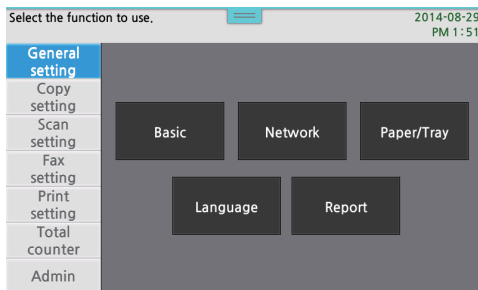 Select the function to use.
2014-08-29
PM 1:51
General
setting
Copy
setting
Scan
setting
Fax
setting
Print
setting
Total
counter
Admin
Basic
Network
Paper/Tray
Language
Report